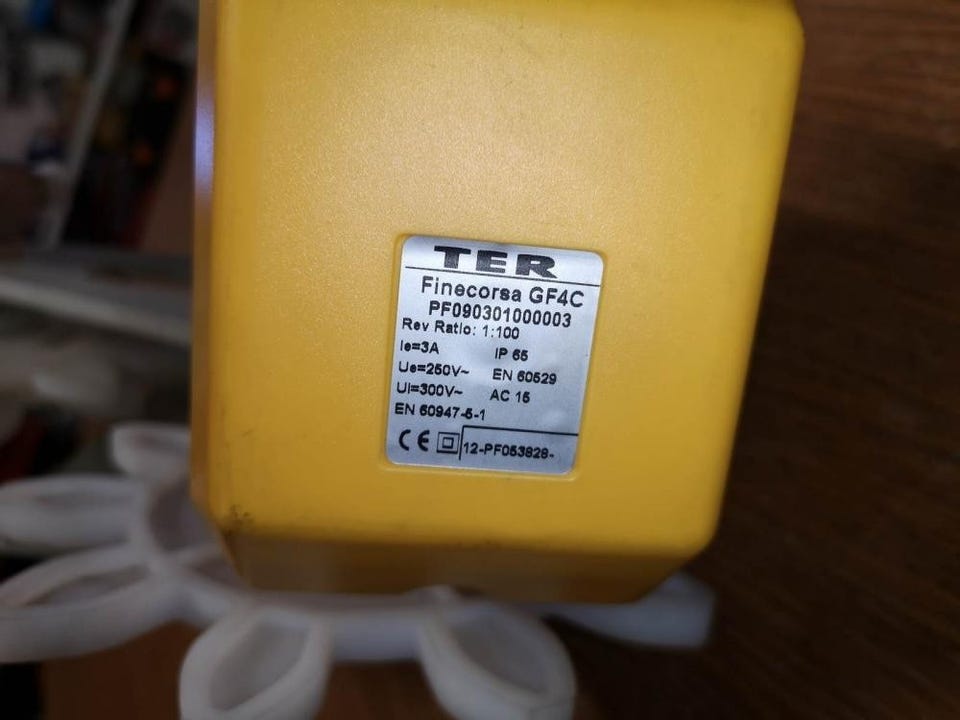 TER
Finecorsa GF4C
PF090301000003
Rev Ratio: 1:100
Ie=3A IP 65
Ue=250V~ EN 60529
Ui=300V~ AC 15
EN 60947-5-1
CE 12-PF053828-